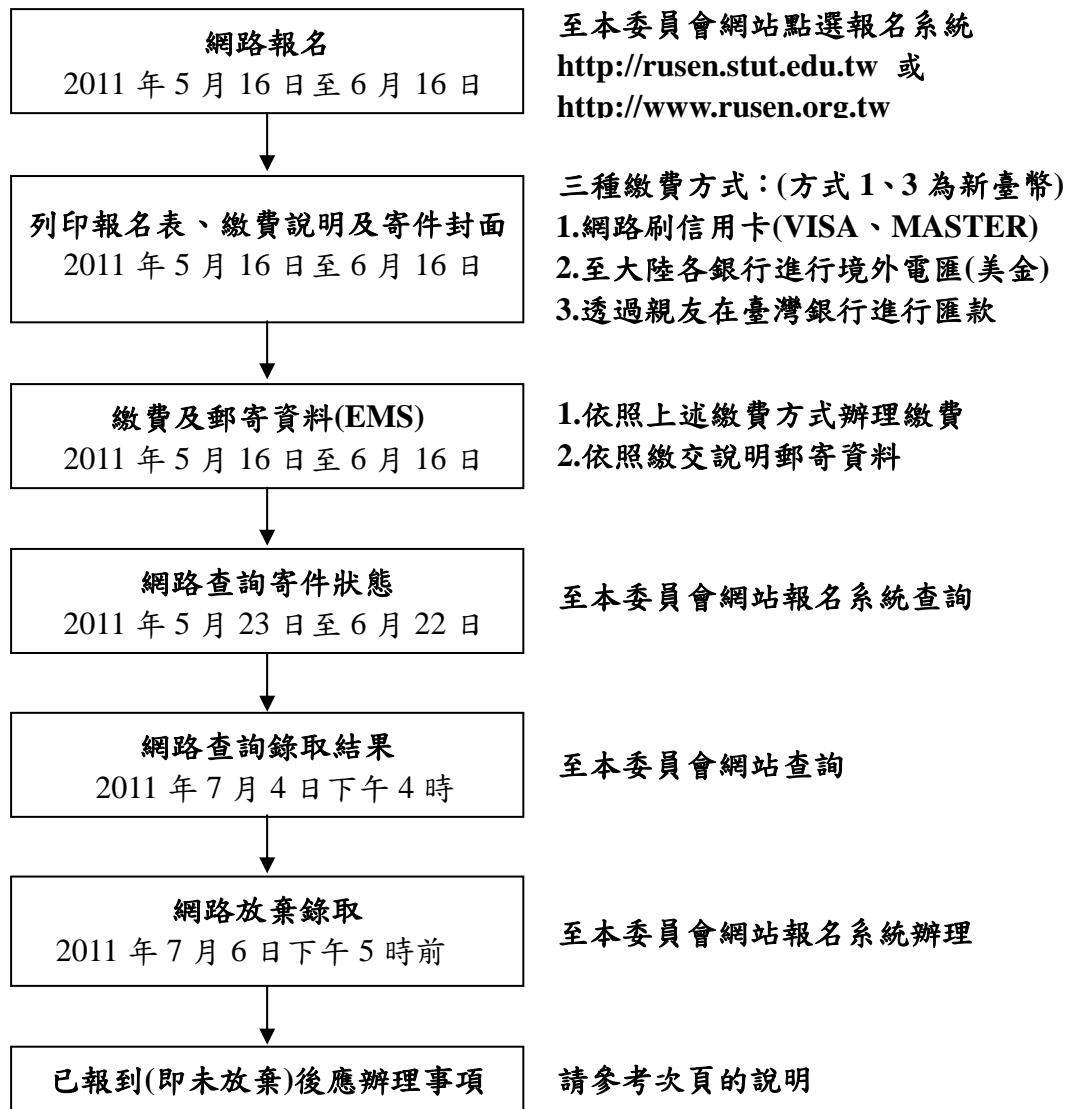 網路報名
2011 年 5 月 16 日至 6 月 16 日
至本委員會網站點選報名系統
http://rusen.stut.edu.tw 或
http://www.rusen.org.tw
列印報名表、繳費說明及寄件封面
2011 年 5 月 16 日至 6 月 16 日
三種繳費方式：(方式 1、3 為新臺幣)
1.網路刷信用卡(VISA、MASTER)
2.至大陸各銀行進行境外電匯(美金)
3.透過親友在臺灣銀行進行匯款
繳費及郵寄資料(EMS)
2011 年 5 月 16 日至 6 月 16 日
1.依照上述繳費方式辦理繳費
2.依照繳交說明郵寄資料
網路查詢寄件狀態
2011 年 5 月 23 日至 6 月 22 日
至本委員會網站報名系統查詢
網路查詢錄取結果
2011 年 7 月 4 日下午 4 時
至本委員會網站查詢
網路放棄錄取
2011 年 7 月 6 日下午 5 時前
至本委員會網站報名系統辦理
已報到(即未放棄)後應辦理事項
請參考次頁的說明